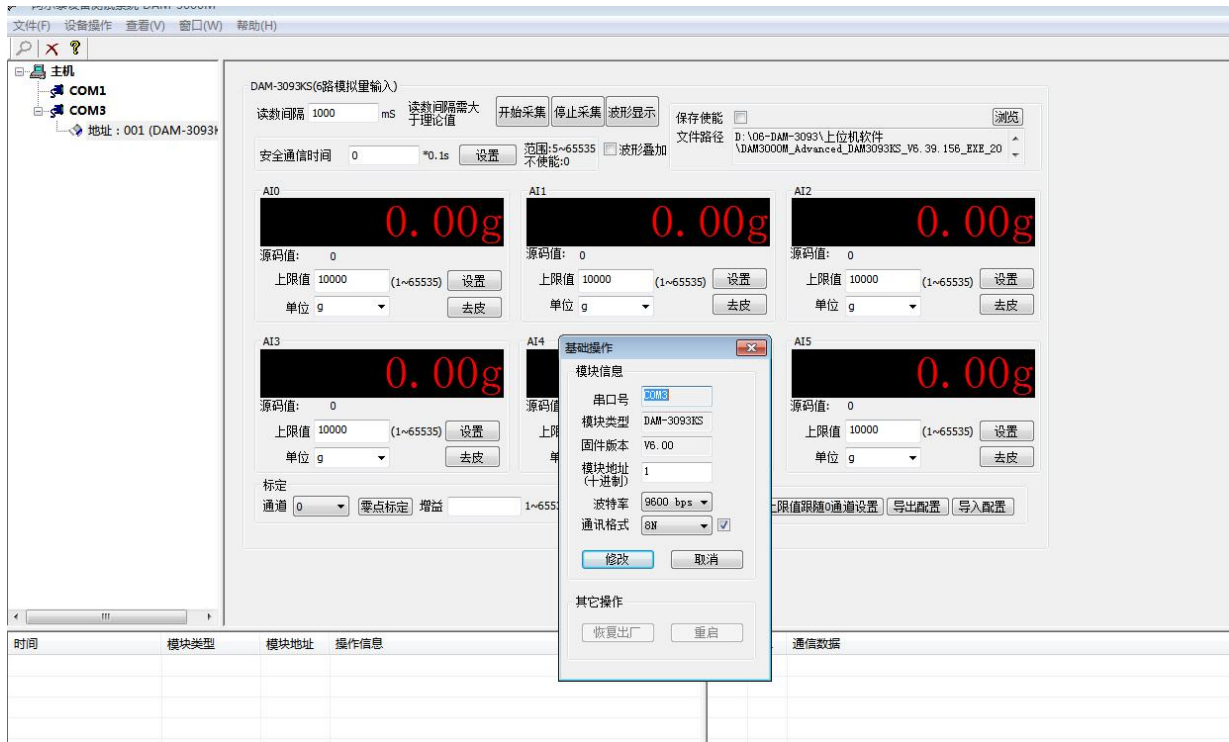 文件(F) 设备操作 查看(V) 窗口(W) 帮助(H)
主机
COM1
COM3
地址：001 (DAM-3093
DAM-3093KS(6路模拟量输入)
读数间隔 1000 mS 读数间隔需大于理论值 开始采集 停止采集 波形显示
保存使能 浏览
文件路径 D:\06-DAM-3093\上位机软件
\DAM3000M_Advanced_DAM3093KS_V6.39.156_EXE_20
安全通信时间 0 *0.1s 设置 范围:5~65535 不使能:0 波形叠加
AI0 AI1 AI2
0.00g 0.00g 0.00g
源码值: 0 源码值: 0 源码值: 0
上限值 10000 (1~65535) 设置 上限值 10000 (1~65535) 设置 上限值 10000 (1~65535) 设置
单位 g 去皮 单位 g 去皮 单位 g 去皮
AI3 AI4 AI5
0.00g 0.00g
源码值: 0 源码值 源码值: 0
上限值 10000 (1~65535) 设置 上限值 10000 (1~65535) 设置
单位 g 去皮 单位 g 去皮
标定
通道 0 零点标定 增益 1~655 上限值跟随0通道设置 导出配置 导入配置
基础操作
模块信息
串口号 COM3
模块类型 DAM-3093KS
固件版本 V6.00
模块地址 1
(十进制)
波特率 9600 bps
通讯格式 8N
修改 取消
其它操作
恢复出厂 重启
时间 模块类型 模块地址 操作信息 通信数据